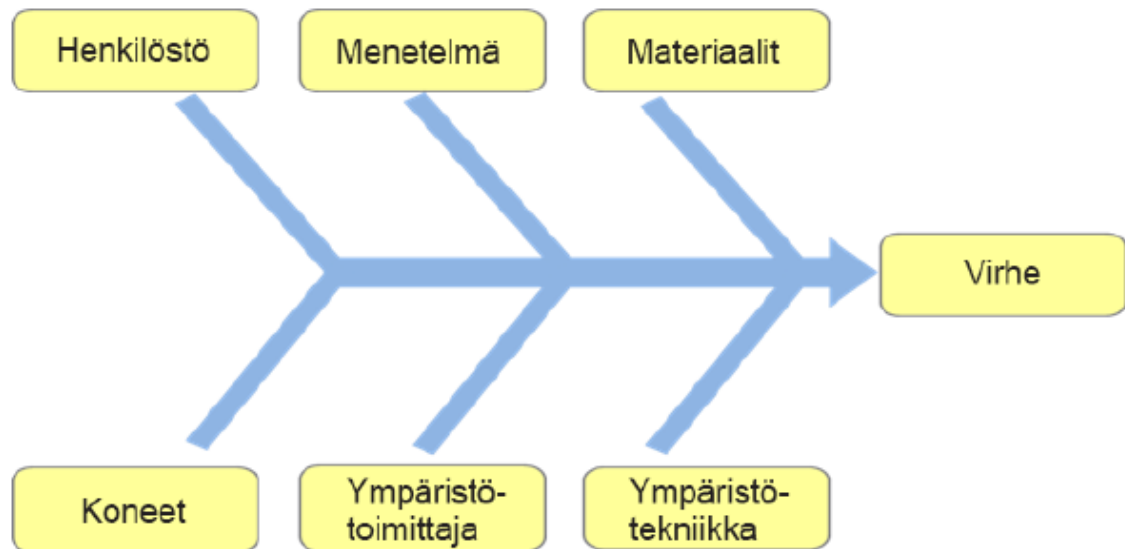 Henkilöstö
Menetelmä
Materiaalit
Virhe
Koneet
Ympäristö-
toimittaja
Ympäristö-
tekniikka